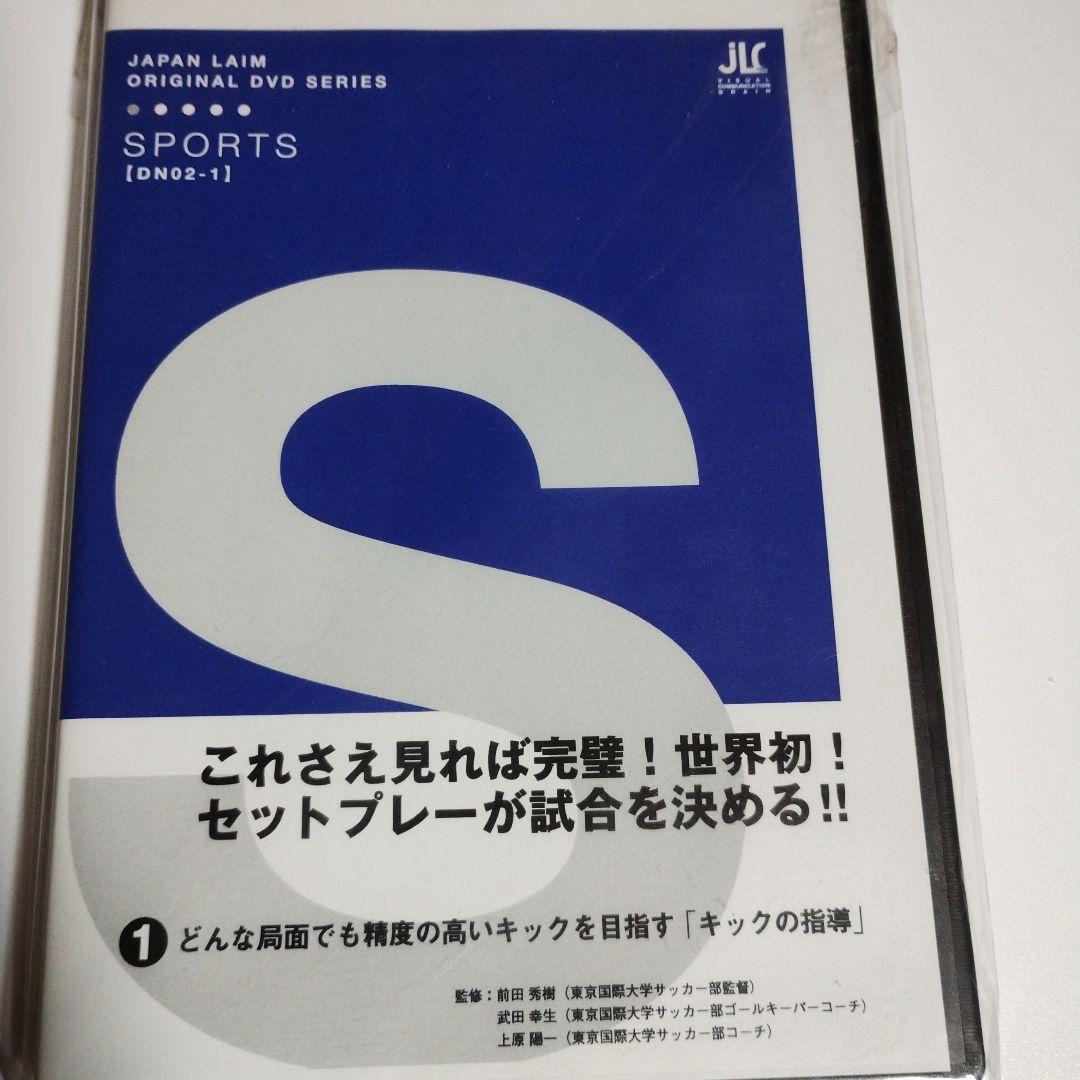 JAPAN LAIM
ORIGINAL DVD SERIES
SPORTS
【DN02-1】
JLC
VISUAL
COMMUNICATION
BRAIN
S
これさえ見れば完璧！世界初！
セットプレーが試合を決める!!
❶どんな局面でも精度の高いキックを目指す「キックの指導」
監修：前田 秀樹（東京国際大学サッカー部監督）
武田 幸生（東京国際大学サッカー部ゴールキーパーコーチ）
上原 陽一（東京国際大学サッカー部コーチ）